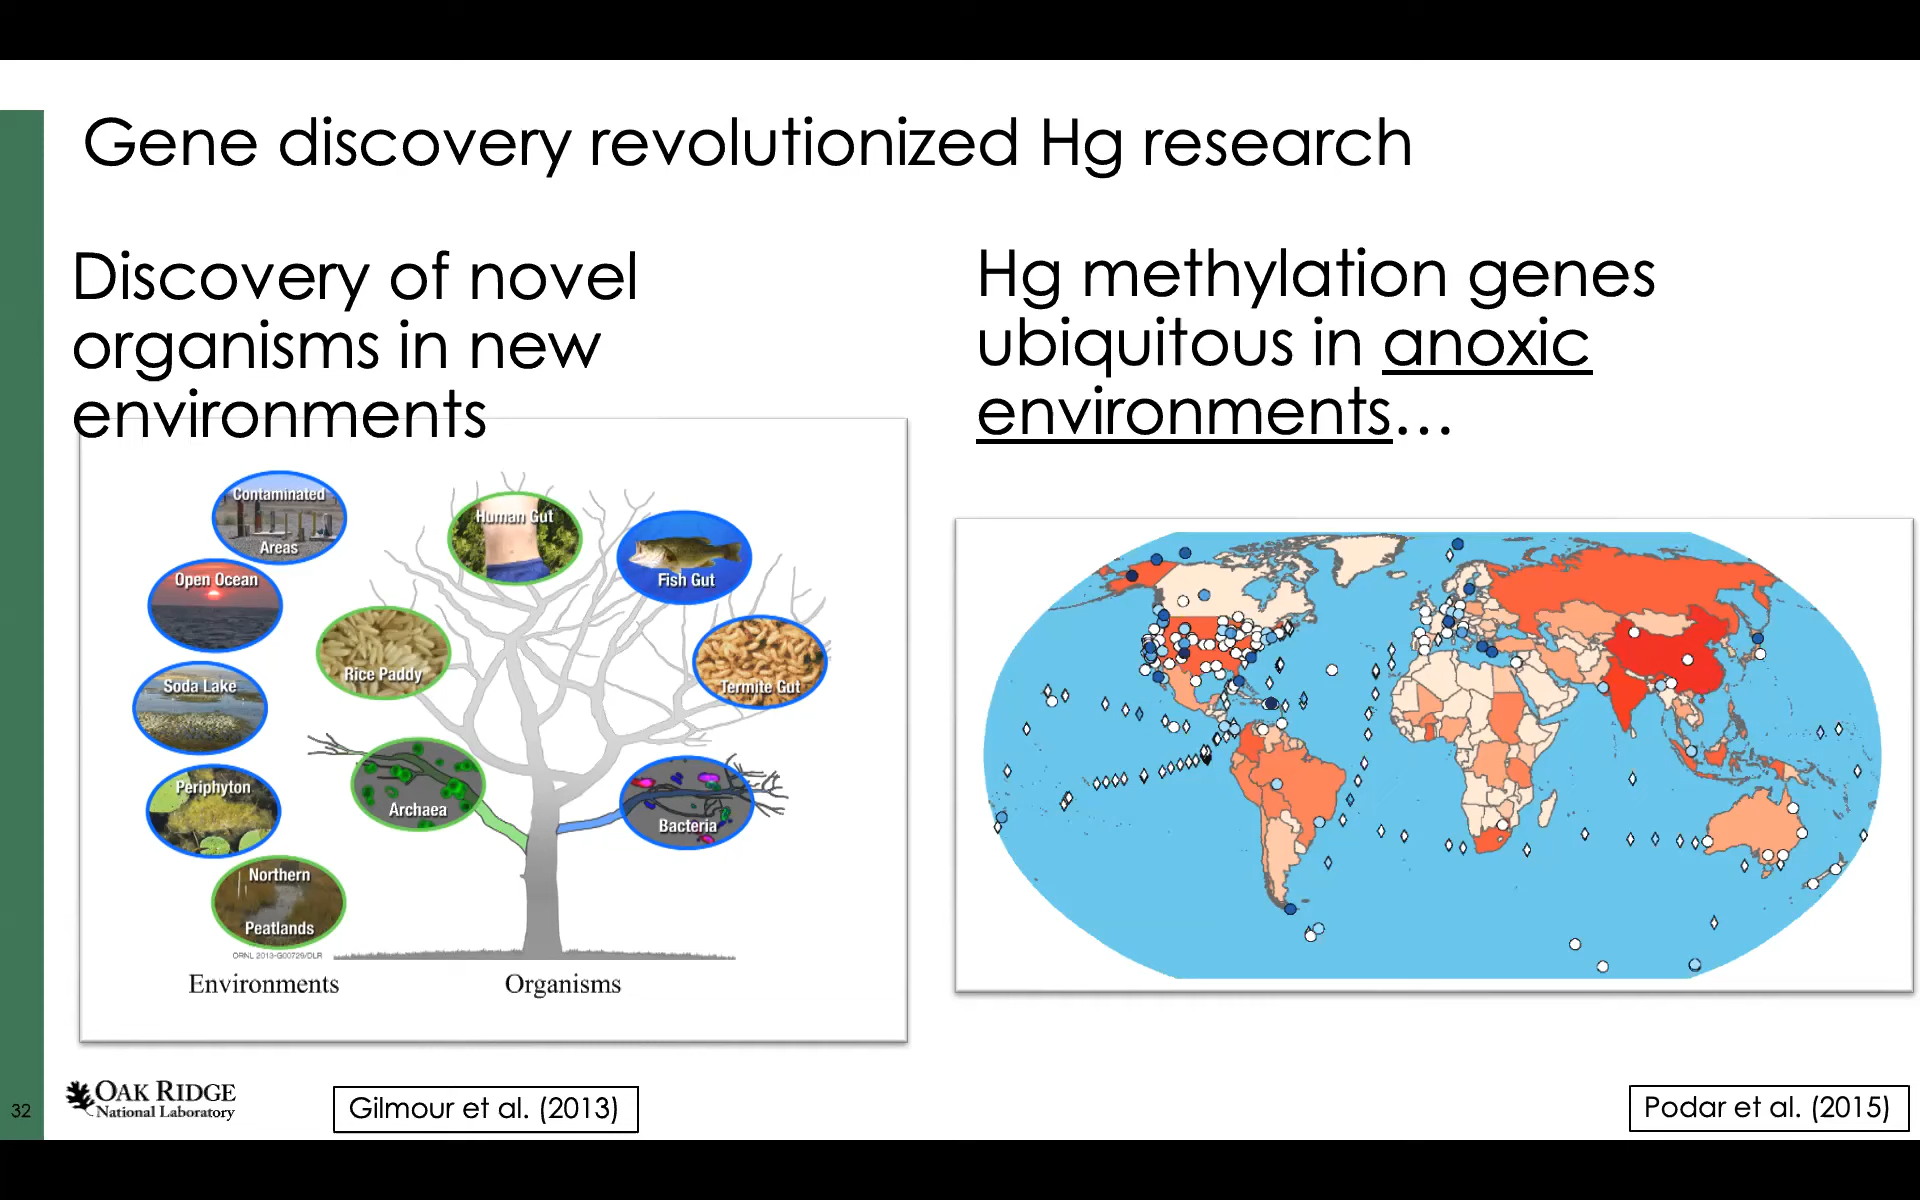 Gene discovery revolutionized Hg research
Discovery of novel
organisms in new
environments
Hg methylation genes
ubiquitous in anoxic
environments...
Contaminated
Areas
Open Ocean
Soda Lake
Periphyton
Northern
Peatlands
Human Gut
Fish Gut
Rice Paddy
Termite Gut
Archaea
Bacteria
ORNL 2013-G00729/DLR
Environments
Organisms
32
OAK RIDGE
National Laboratory
Gilmour et al. (2013)
Podar et al. (2015)